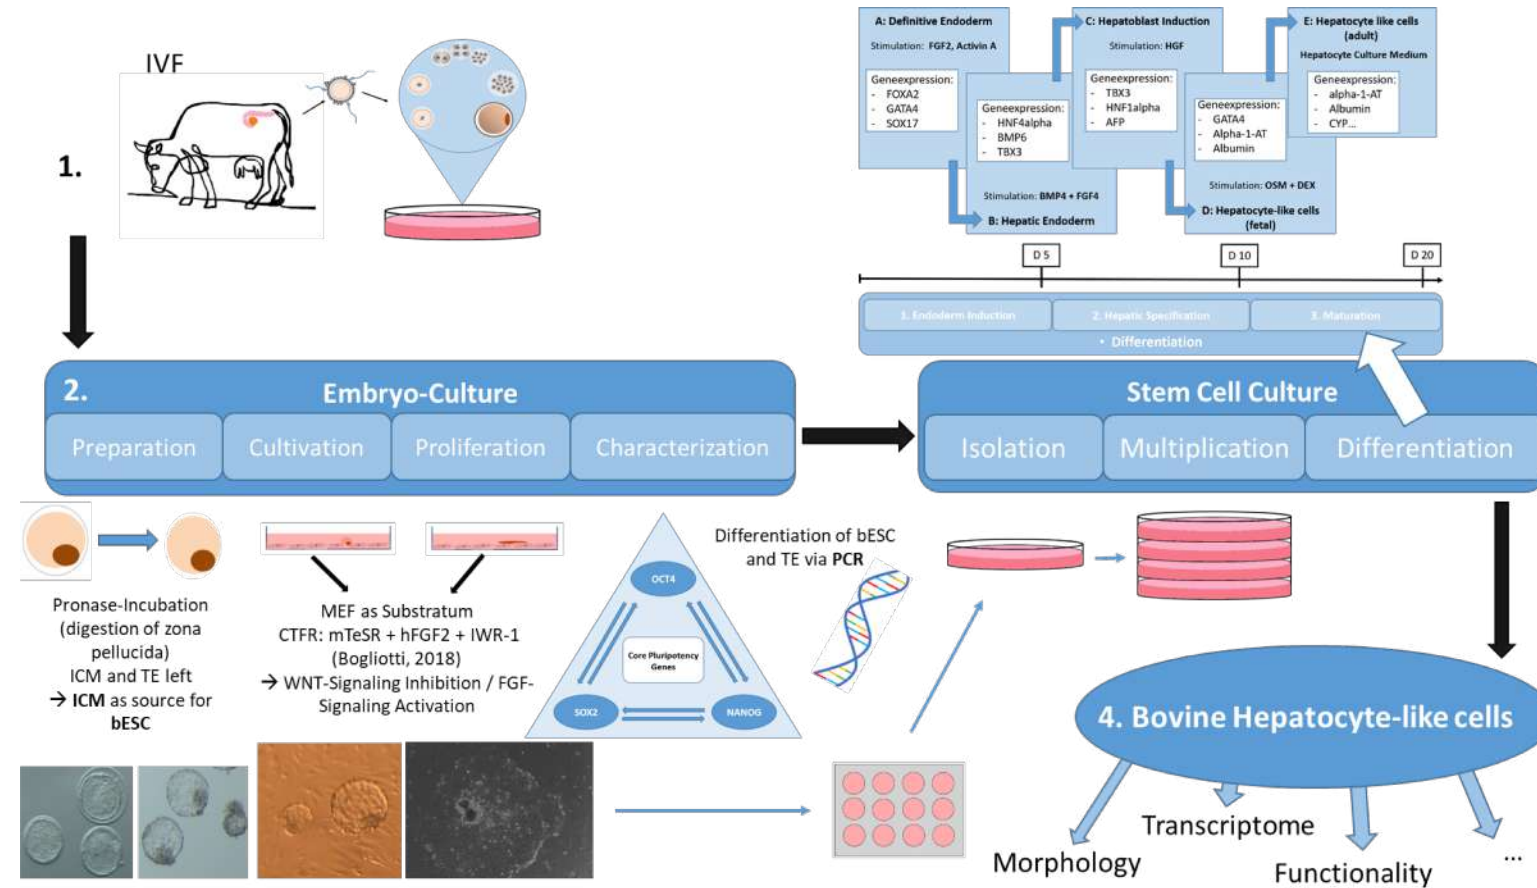 IVF
1.
A: Definitive Endoderm
Stimulation: FGF2, Activin A
Geneexpression:
- FOXA2
- GATA4
- SOX17
Geneexpression:
- HNF4alpha
- BMP6
- TBX3
Stimulation: BMP4 + FGF4
B: Hepatic Endoderm
C: Hepatoblast Induction
Stimulation: HGF
Geneexpression:
- TBX3
- HNF1alpha
- AFP
Geneexpression:
- GATA4
- Alpha-1-AT
- Albumin
Stimulation: OSM + DEX
D: Hepatocyte-like cells
(fetal)
E: Hepatocyte like cells
(adult)
Hepatocyte Culture Medium
Geneexpression:
- alpha-1-AT
- Albumin
- CYP...
D 5
D 10
D 20
1. Endoderm Induction
2. Hepatic Specification
3. Maturation
• Differentiation
2.
Embryo-Culture
Preparation
Cultivation
Proliferation
Characterization
Stem Cell Culture
Isolation
Multiplication
Differentiation
Pronase-Incubation
(digestion of zona
pellucida)
ICM and TE left
→ ICM as source for
bESC
MEF as Substratum
CTFR: mTeSR + hFGF2 + IWR-1
(Bogliotti, 2018)
→ WNT-Signaling Inhibition / FGF-
Signaling Activation
OCT4
Core Pluripotency
Genes
SOX2
NANOG
Differentiation of bESC
and TE via PCR
4. Bovine Hepatocyte-like cells
Morphology
Transcriptome
Functionality
...